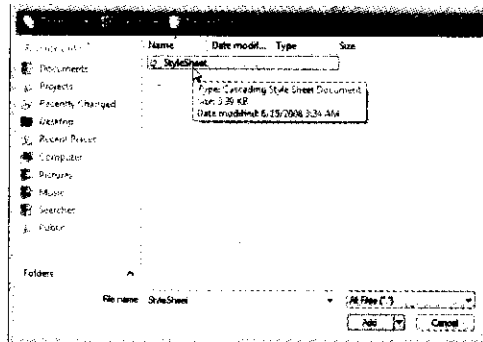 Name Date modif... Type Size
StyleSheet
Type: Cascading Style Sheet Document
Size: 3.39 KB
Date modified: 6/15/2008 3:34 AM
Documents
Projects
Recently Changed
Desktop
Recent Places
Computer
Pictures
Music
Searches
Public
Folders
File name: StyleSheet
All Files (*.*)
Add
Cancel